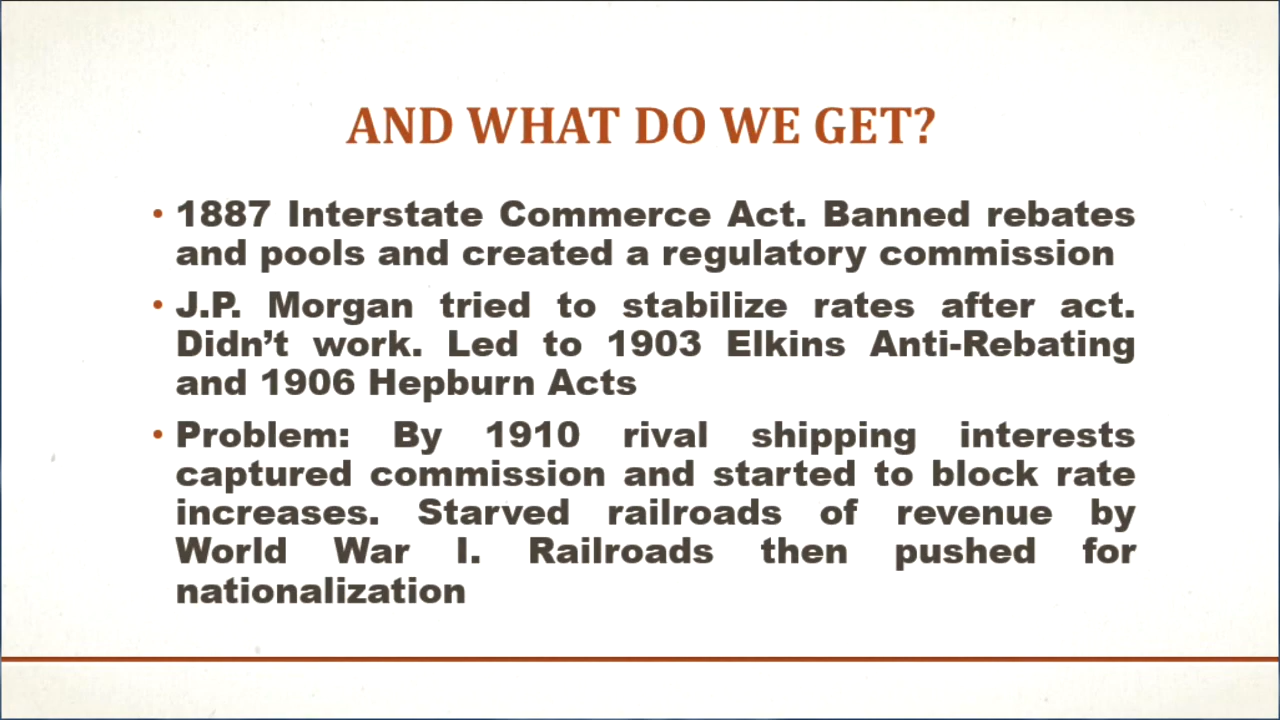 AND WHAT DO WE GET?
• 1887 Interstate Commerce Act. Banned rebates
and pools and created a regulatory commission
• J.P. Morgan tried to stabilize rates after act.
Didn’t work. Led to 1903 Elkins Anti-Rebating
and 1906 Hepburn Acts
• Problem: By 1910 rival shipping interests
captured commission and started to block rate
increases. Starved railroads of revenue by
World War I. Railroads then pushed for
nationalization